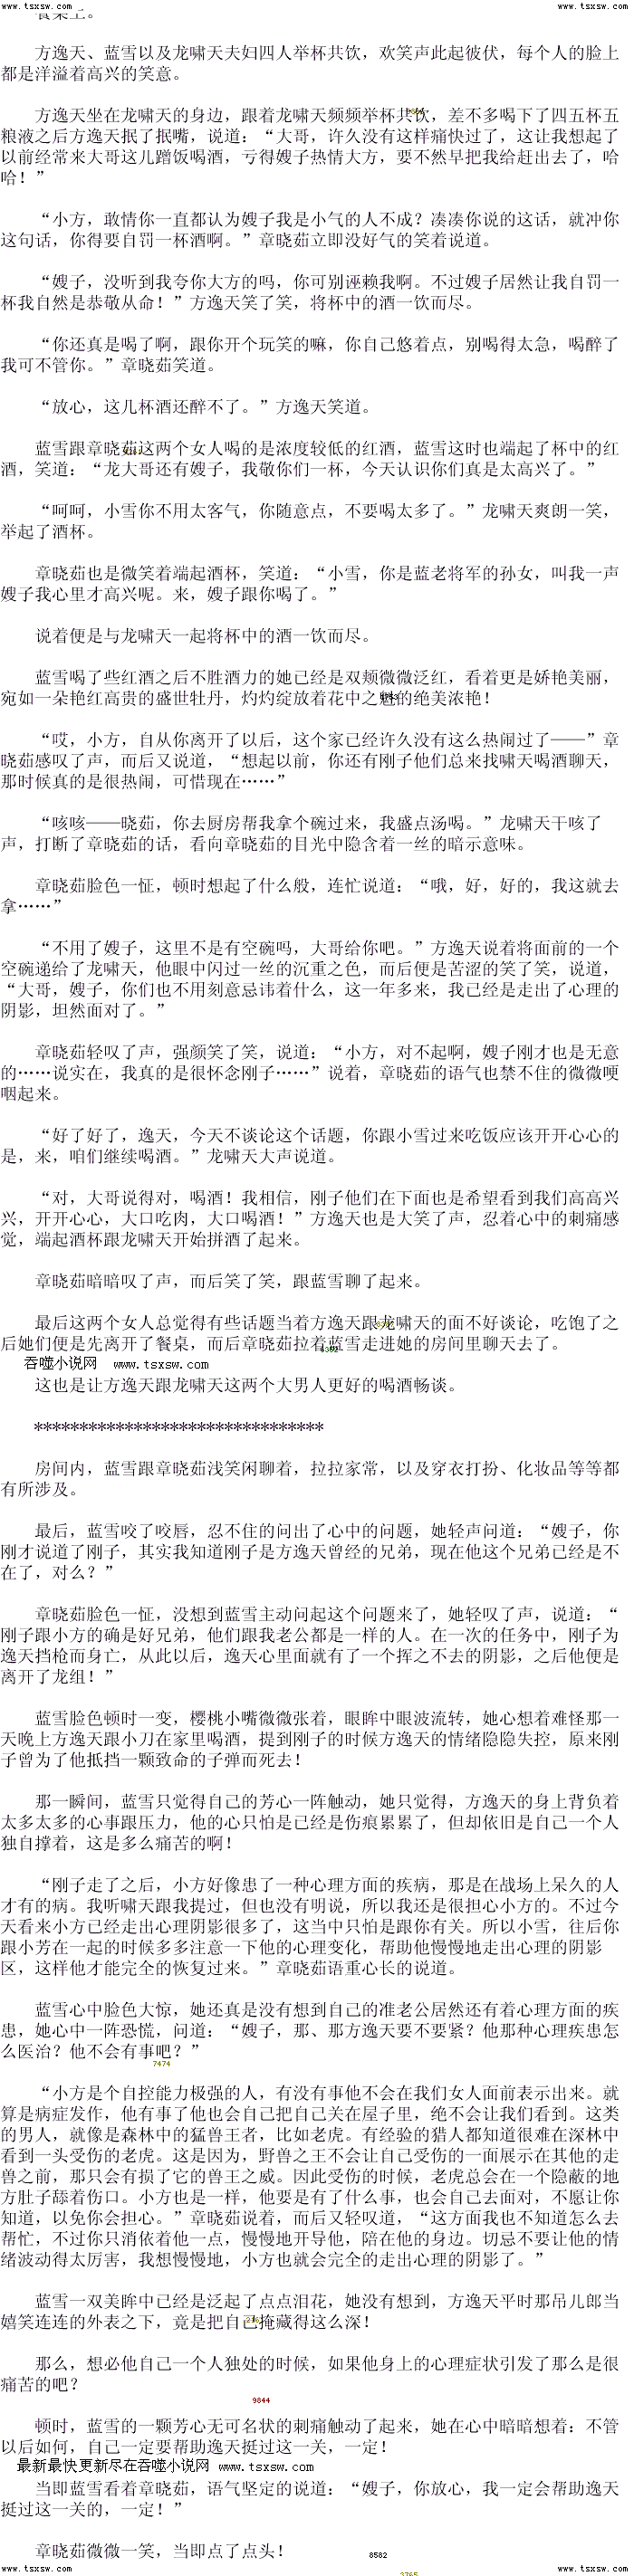 www.tsxsw.com www.tsxsw.com
餐桌上。
方逸天、蓝雪以及龙啸天夫妇四人举杯共饮，欢笑声此起彼伏，每个人的脸上
都是洋溢着高兴的笑意。
方逸天坐在龙啸天的身边，跟着龙啸天频频举杯共饮，差不多喝下了四五杯五
粮液之后方逸天抿了抿嘴，说道：“大哥，许久没有这样痛快过了，这让我想起了
以前经常来大哥这儿蹭饭喝酒，亏得嫂子热情大方，要不然早把我给赶出去了，哈
哈！”
“小方，敢情你一直都认为嫂子我是小气的人不成？凑凑你说的这话，就冲你
这句话，你得要自罚一杯酒啊。”章晓茹立即没好气的笑着说道。
“嫂子，没听到我夸你大方的吗，你可别诬赖我啊。不过嫂子居然让我自罚一
杯我自然是恭敬从命！”方逸天笑了笑，将杯中的酒一饮而尽。
“你还真是喝了啊，跟你开个玩笑的嘛，你自己悠着点，别喝得太急，喝醉了
我可不管你。”章晓茹笑道。
“放心，这几杯酒还醉不了。”方逸天笑道。
蓝雪跟章晓茹这两个女人喝的是浓度较低的红酒，蓝雪这时也端起了杯中的红
酒，笑道：“龙大哥还有嫂子，我敬你们一杯，今天认识你们真是太高兴了。”
“呵呵，小雪你不用太客气，你随意点，不要喝太多了。”龙啸天爽朗一笑，
举起了酒杯。
章晓茹也是微笑着端起酒杯，笑道：“小雪，你是蓝老将军的孙女，叫我一声
嫂子我心里才高兴呢。来，嫂子跟你喝了。”
说着便是与龙啸天一起将杯中的酒一饮而尽。
蓝雪喝了些红酒之后不胜酒力的她已经是双颊微微泛红，看着更是娇艳美丽，
宛如一朵艳红高贵的盛世牡丹，灼灼绽放着花中之魁的绝美浓艳！
“哎，小方，自从你离开了以后，这个家已经许久没有这么热闹过了——”章
晓茹感叹了声，而后又说道，“想起以前，你还有刚子他们总来找啸天喝酒聊天，
那时候真的是很热闹，可惜现在……”
“咳咳——晓茹，你去厨房帮我拿个碗过来，我盛点汤喝。”龙啸天干咳了
声，打断了章晓茹的话，看向章晓茹的目光中隐含着一丝的暗示意味。
章晓茹脸色一怔，顿时想起了什么般，连忙说道：“哦，好，好的，我这就去
拿……”
“不用了嫂子，这里不是有空碗吗，大哥给你吧。”方逸天说着将面前的一个
空碗递给了龙啸天，他眼中闪过一丝的沉重之色，而后便是苦涩的笑了笑，说道，
“大哥，嫂子，你们也不用刻意忌讳着什么，这一年多来，我已经是走出了心理的
阴影，坦然面对了。”
章晓茹轻叹了声，强颜笑了笑，说道：“小方，对不起啊，嫂子刚才也是无意
的……说实在，我真的是很怀念刚子……”说着，章晓茹的语气也禁不住的微微哽
咽起来。
“好了好了，逸天，今天不谈论这个话题，你跟小雪过来吃饭应该开开心心的
是，来，咱们继续喝酒。”龙啸天大声说道。
“对，大哥说得对，喝酒！我相信，刚子他们在下面也是希望看到我们高高兴
兴，开开心心，大口吃肉，大口喝酒！”方逸天也是大笑了声，忍着心中的刺痛感
觉，端起酒杯跟龙啸天开始拼酒了起来。
章晓茹暗暗叹了声，而后笑了笑，跟蓝雪聊了起来。
最后这两个女人总觉得有些话题当着方逸天跟龙啸天的面不好谈论，吃饱了之
后她们便是先离开了餐桌，而后章晓茹拉着蓝雪走进她的房间里聊天去了。
吞噬小说网 www.tsxsw.com
这也是让方逸天跟龙啸天这两个大男人更好的喝酒畅谈。
********************************
房间内，蓝雪跟章晓茹浅笑闲聊着，拉拉家常，以及穿衣打扮、化妆品等等都
有所涉及。
最后，蓝雪咬了咬唇，忍不住的问出了心中的问题，她轻声问道：“嫂子，你
刚才说道了刚子，其实我知道刚子是方逸天曾经的兄弟，现在他这个兄弟已经是不
在了，对么？”
章晓茹脸色一怔，没想到蓝雪主动问起这个问题来了，她轻叹了声，说道：“
刚子跟小方的确是好兄弟，他们跟我老公都是一样的人。在一次的任务中，刚子为
逸天挡枪而身亡，从此以后，逸天心里面就有了一个挥之不去的阴影，之后他便是
离开了龙组！”
蓝雪脸色顿时一变，樱桃小嘴微微张着，眼眸中眼波流转，她心想着难怪那一
天晚上方逸天跟小刀在家里喝酒，提到刚子的时候方逸天的情绪隐隐失控，原来刚
子曾为了他抵挡一颗致命的子弹而死去！
那一瞬间，蓝雪只觉得自己的芳心一阵触动，她只觉得，方逸天的身上背负着
太多太多的心事跟压力，他的心只怕是已经是伤痕累累了，但却依旧是自己一个人
独自撑着，这是多么痛苦的啊！
“刚子走了之后，小方好像患了一种心理方面的疾病，那是在战场上呆久的人
才有的病。我听啸天跟我提过，但也没有明说，所以我还是很担心小方的。不过今
天看来小方已经走出心理阴影很多了，这当中只怕是跟你有关。所以小雪，往后你
跟小芳在一起的时候多多注意一下他的心理变化，帮助他慢慢地走出心理的阴影
区，这样他才能完全的恢复过来。”章晓茹语重心长的说道。
蓝雪心中脸色大惊，她还真是没有想到自己的准老公居然还有着心理方面的疾
患，她心中一阵恐慌，问道：“嫂子，那、那方逸天要不要紧？他那种心理疾患怎
么医治？他不会有事吧？”
7474
“小方是个自控能力极强的人，有没有事他不会在我们女人面前表示出来。就
算是病症发作，他有事了他也会自己把自己关在屋子里，绝不会让我们看到。这类
的男人，就像是森林中的猛兽王者，比如老虎。有经验的猎人都知道很难在深林中
看到一头受伤的老虎。这是因为，野兽之王不会让自己受伤的一面展示在其他的走
兽之前，那只会有损了它的兽王之威。因此受伤的时候，老虎总会在一个隐蔽的地
方肚子舔着伤口。小方也是一样，他要是有了什么事，也会自己去面对，不愿让你
知道，以免你会担心。”章晓茹说着，而后又轻叹道，“这方面我也不知道怎么去
帮忙，不过你只消依着他一点，慢慢地开导他，陪在他的身边。切忌不要让他的情
绪波动得太厉害，我想慢慢地，小方也就会完全的走出心理的阴影了。”
蓝雪一双美眸中已经是泛起了点点泪花，她没有想到，方逸天平时那吊儿郎当
嬉笑连连的外表之下，竟是把自己掩藏得这么深！
那么，想必他自己一个人独处的时候，如果他身上的心理症状引发了那么是很
痛苦的吧？
9844
顿时，蓝雪的一颗芳心无可名状的刺痛触动了起来，她在心中暗暗想着：不管
以后如何，自己一定要帮助逸天挺过这一关，一定！
最新最快更新尽在吞噬小说网 www.tsxsw.com
当即蓝雪看着章晓茹，语气坚定的说道：“嫂子，你放心，我一定会帮助逸天
挺过这一关的，一定！”
章晓茹微微一笑，当即点了点头！
8582
www.tsxsw.com www.tsxsw.com